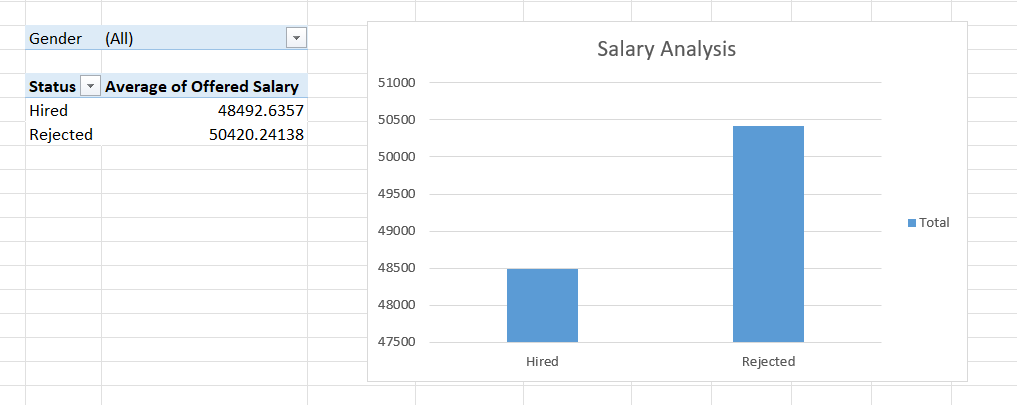 Gender (All)
Status Average of Offered Salary
Hired 48492.6357
Rejected 50420.24138
Salary Analysis
51000
50500
50000
49500
49000
48500
48000
47500
Hired Rejected
Total